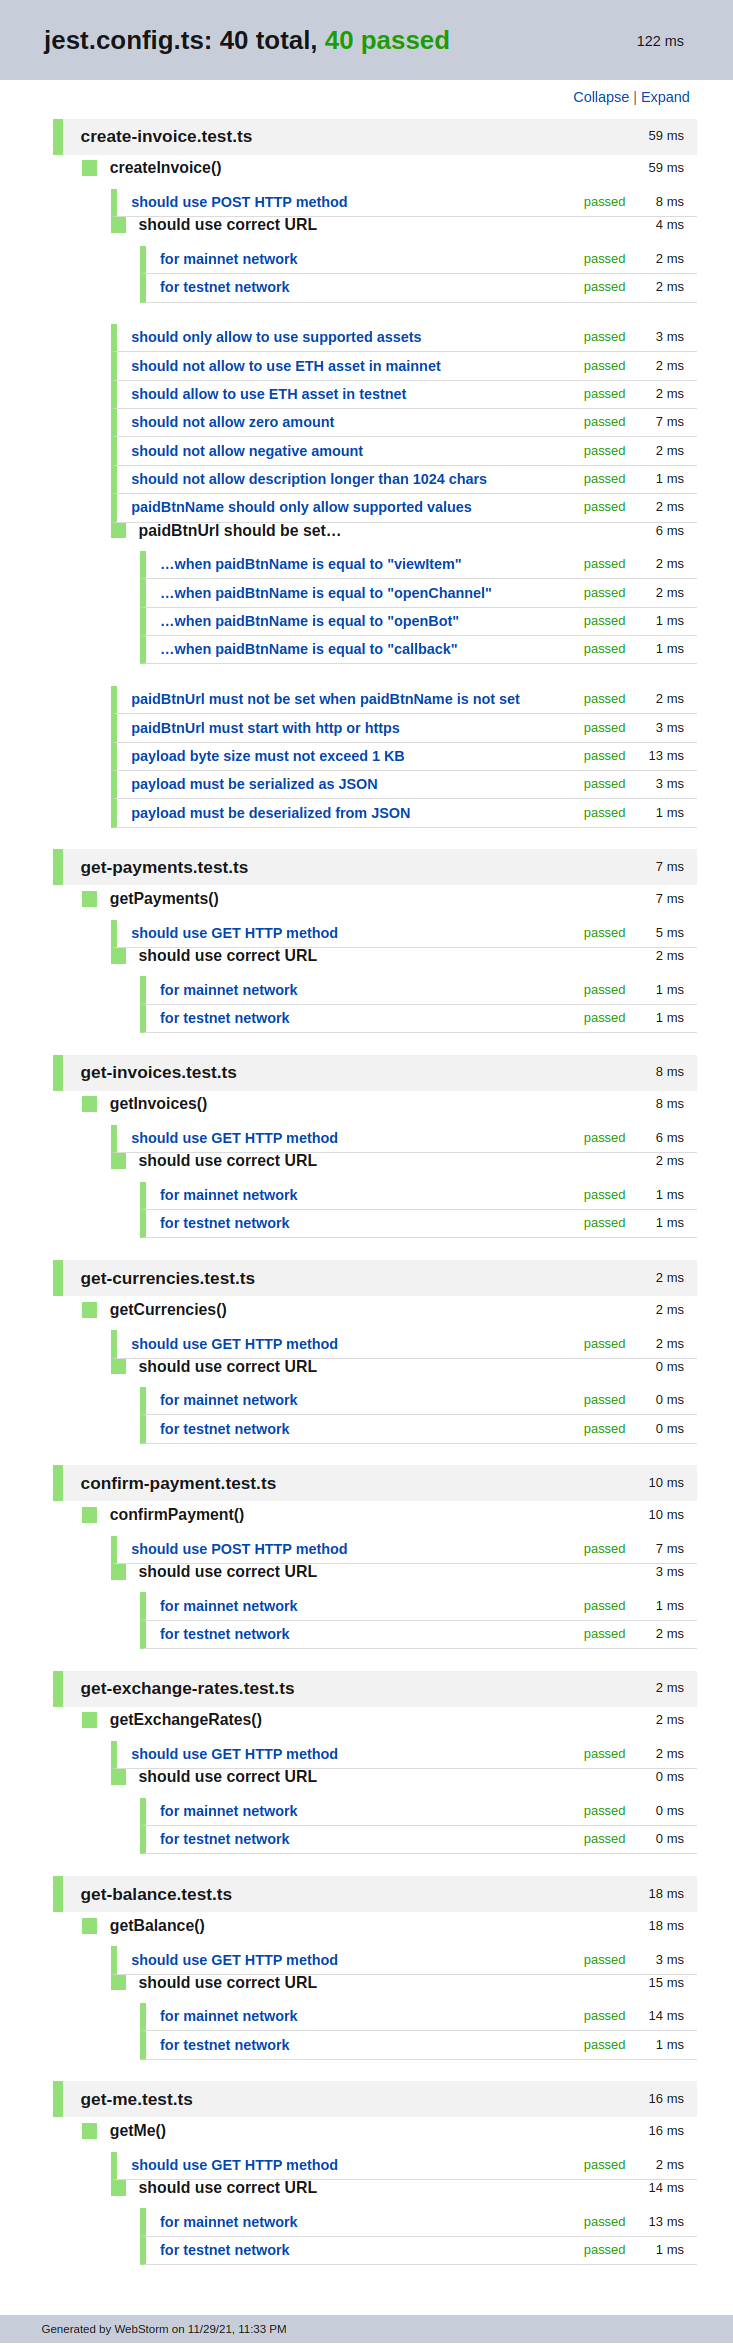 jest.config.ts: 40 total, 40 passed 122 ms
Collapse | Expand
create-invoice.test.ts 59 ms
createInvoice() 59 ms
should use POST HTTP method passed 8 ms
should use correct URL 4 ms
for mainnet network passed 2 ms
for testnet network passed 2 ms
should only allow to use supported assets passed 3 ms
should not allow to use ETH asset in mainnet passed 2 ms
should allow to use ETH asset in testnet passed 2 ms
should not allow zero amount passed 7 ms
should not allow negative amount passed 2 ms
should not allow description longer than 1024 chars passed 1 ms
paidBtnName should only allow supported values passed 2 ms
paidBtnUrl should be set… 6 ms
…when paidBtnName is equal to "viewItem" passed 2 ms
…when paidBtnName is equal to "openChannel" passed 2 ms
…when paidBtnName is equal to "openBot" passed 1 ms
…when paidBtnName is equal to "callback" passed 1 ms
paidBtnUrl must not be set when paidBtnName is not set passed 2 ms
paidBtnUrl must start with http or https passed 3 ms
payload byte size must not exceed 1 KB passed 13 ms
payload must be serialized as JSON passed 3 ms
payload must be deserialized from JSON passed 1 ms
get-payments.test.ts 7 ms
getPayments() 7 ms
should use GET HTTP method passed 5 ms
should use correct URL 2 ms
for mainnet network passed 1 ms
for testnet network passed 1 ms
get-invoices.test.ts 8 ms
getInvoices() 8 ms
should use GET HTTP method passed 6 ms
should use correct URL 2 ms
for mainnet network passed 1 ms
for testnet network passed 1 ms
get-currencies.test.ts 2 ms
getCurrencies() 2 ms
should use GET HTTP method passed 2 ms
should use correct URL 0 ms
for mainnet network passed 0 ms
for testnet network passed 0 ms
confirm-payment.test.ts 10 ms
confirmPayment() 10 ms
should use POST HTTP method passed 7 ms
should use correct URL 3 ms
for mainnet network passed 1 ms
for testnet network passed 2 ms
get-exchange-rates.test.ts 2 ms
getExchangeRates() 2 ms
should use GET HTTP method passed 2 ms
should use correct URL 0 ms
for mainnet network passed 0 ms
for testnet network passed 0 ms
get-balance.test.ts 18 ms
getBalance() 18 ms
should use GET HTTP method passed 3 ms
should use correct URL 15 ms
for mainnet network passed 14 ms
for testnet network passed 1 ms
get-me.test.ts 16 ms
getMe() 16 ms
should use GET HTTP method passed 2 ms
should use correct URL 14 ms
for mainnet network passed 13 ms
for testnet network passed 1 ms
Generated by WebStorm on 11/29/21, 11:33 PM